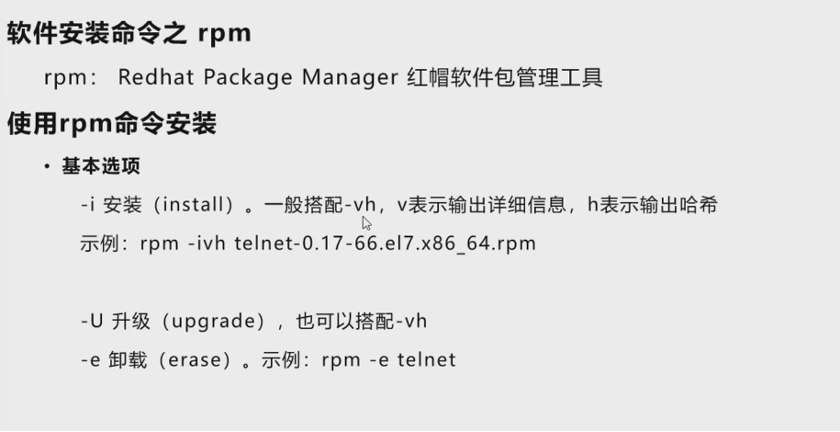 软件安装命令之 rpm
rpm： Redhat Package Manager 红帽软件包管理工具
使用rpm命令安装
• 基本选项
-i 安装（install）。一般搭配-vh，v表示输出详细信息，h表示输出哈希
示例：rpm -ivh telnet-0.17-66.el7.x86_64.rpm
-U 升级（upgrade），也可以搭配-vh
-e 卸载（erase）。示例：rpm -e telnet